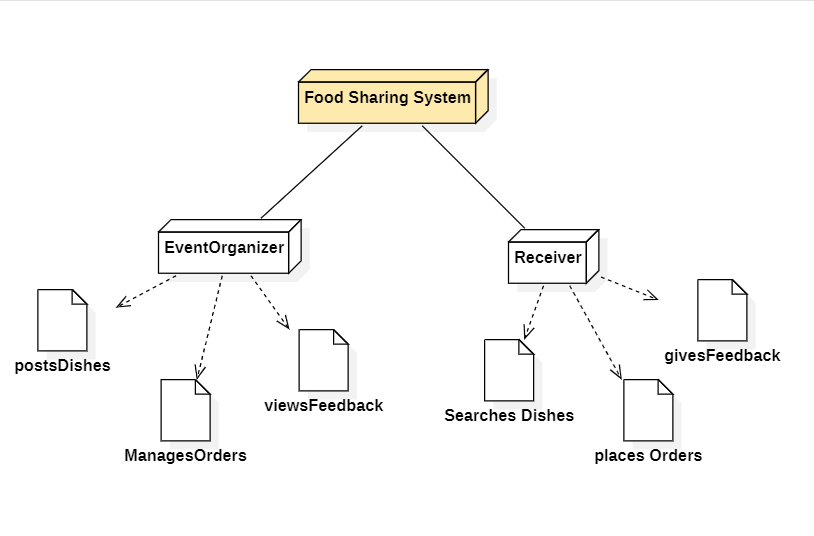 Food Sharing System
EventOrganizer
Receiver
postsDishes
ManagesOrders
viewsFeedback
Searches Dishes
places Orders
givesFeedback